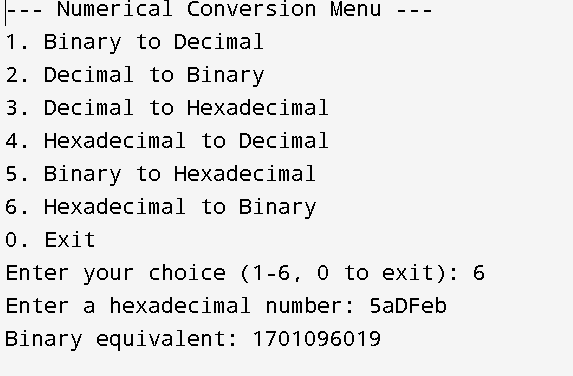 --- Numerical Conversion Menu ---
1. Binary to Decimal
2. Decimal to Binary
3. Decimal to Hexadecimal
4. Hexadecimal to Decimal
5. Binary to Hexadecimal
6. Hexadecimal to Binary
0. Exit
Enter your choice (1-6, 0 to exit): 6
Enter a hexadecimal number: 5aDFeb
Binary equivalent: 1701096019